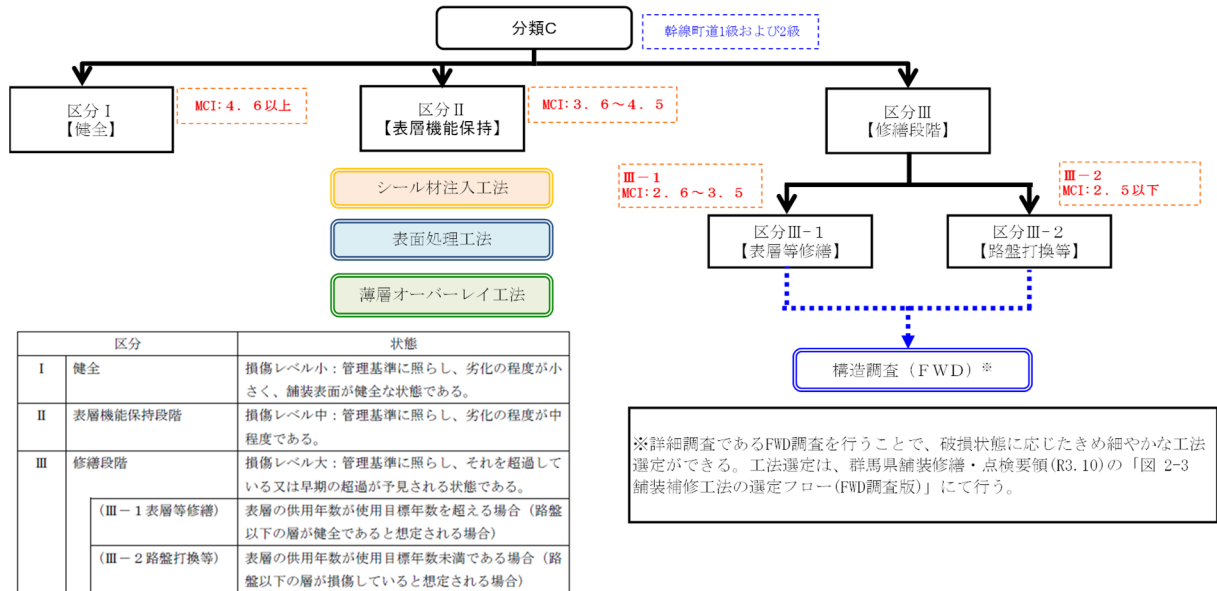 分類C
幹線町道1級および2級
区分Ⅰ
【健全】
MCI:4.6以上
区分Ⅱ
【表層機能保持】
MCI:3.6～4.5
区分Ⅲ
【修繕段階】
Ⅲ－1
MCI:2.6～3.5
Ⅲ－2
MCI:2.5以下
区分Ⅲ-1
【表層等修繕】
区分Ⅲ-2
【路盤打換等】
シール材注入工法
表面処理工法
薄層オーバーレイ工法
構造調査(FWD)※
区分 状態
Ⅰ 健全 損傷レベル小：管理基準に照らし、劣化の程度が小
さく、舗装表面が健全な状態である。
Ⅱ 表層機能保持段階 損傷レベル中：管理基準に照らし、劣化の程度が中
程度である。
Ⅲ 修繕段階 損傷レベル大：管理基準に照らし、それを超過して
いる又は早期の超過が予見される状態である。
(Ⅲ－1表層等修繕) 表層の供用年数が使用目標年数を超える場合（路盤
以下の層が健全であると想定される場合）
(Ⅲ－2路盤打換等) 表層の供用年数が使用目標年数未満である場合（路
盤以下の層が損傷していると想定される場合）
※詳細調査であるFWD調査を行うことで、破損状態に応じたきめ細やかな工法
選定ができる。工法選定は、群馬県舗装修繕・点検要領(R3.10)の「図 2-3
舗装補修工法の選定フロー(FWD調査版)」にて行う。